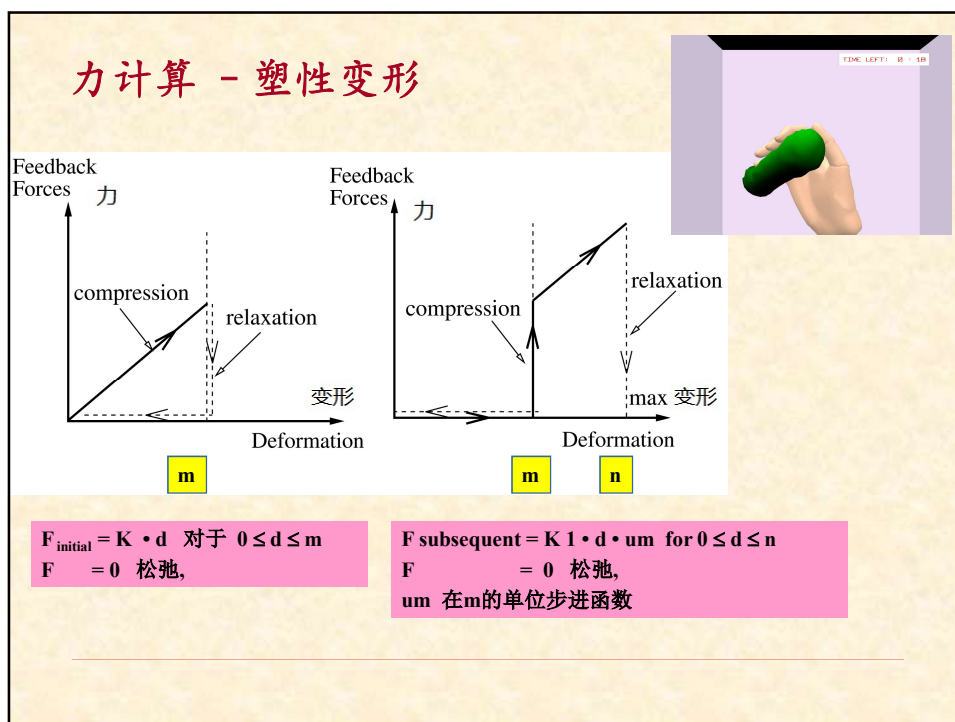 力计算 - 塑性变形
TIME LEFT: 0 : 18
Feedback
Forces 力
compression
relaxation
变形
Deformation
m
Feedback
Forces
力
compression
relaxation
max 变形
Deformation
m
n
F initial = K • d 对于 0 ≤ d ≤ m
F = 0 松弛,
F subsequent = K 1 • d • um for 0 ≤ d ≤ n
F = 0 松弛,
um 在m的单位步进函数